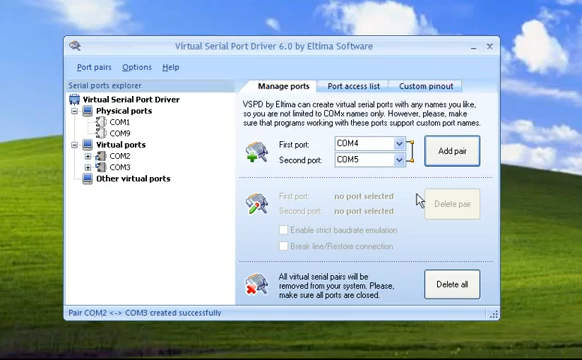 Virtual Serial Port Driver 6.0 by Eltima Software
Port pairs Options Help
Serial ports explorer
Virtual Serial Port Driver
Physical ports
COM1
COM9
Virtual ports
COM2
COM3
Other virtual ports
Manage ports Port access list Custom pinout
VSPD by Eltima can create virtual serial ports with any names you like,
so you are not limited to COMx names only. However, please, make
sure that programs working with these ports support custom port names.
First port: COM4
Second port: COM5
Add pair
First port: no port selected
Second port: no port selected
Delete pair
Enable strict baudrate emulation
Break line/Restore connection
All virtual serial pairs will be
removed from your system. Please,
make sure all ports are closed.
Delete all
Pair COM2 <-> COM3 created successfully